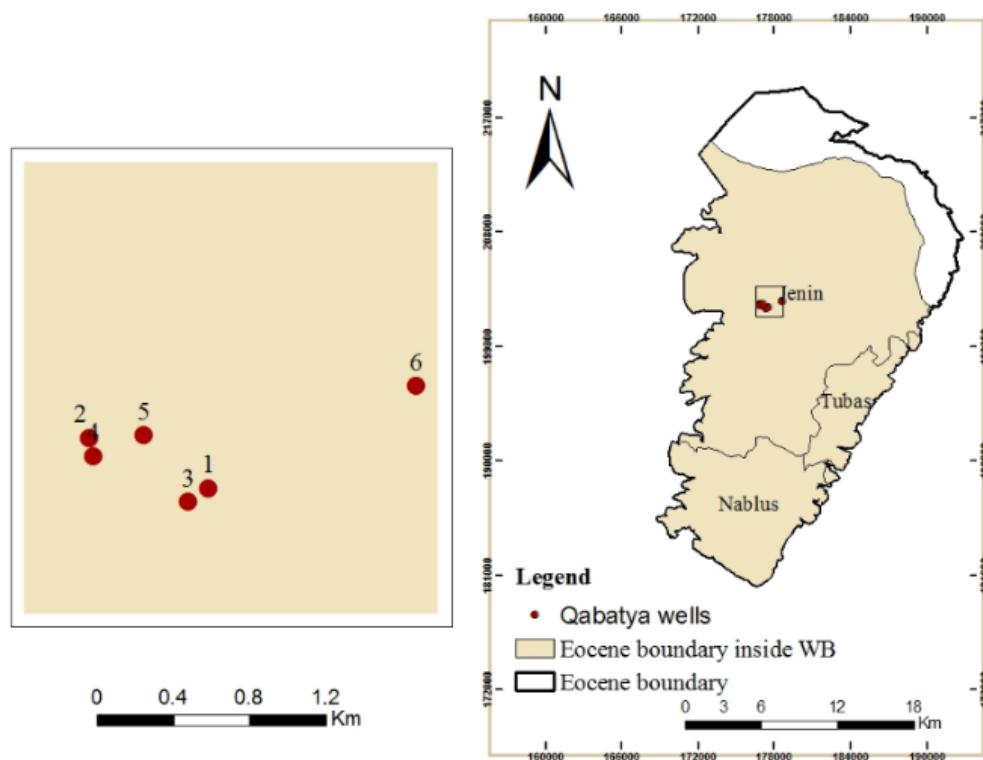 6
2
5
4
3 1
0 0.4 0.8 1.2
Km
160000 166000 172000 178000 184000 190000
N
217000
208000
199000
190000
181000
172000
Jenin
Tubas
Nablus
Legend
Qabatya wells
Eocene boundary inside WB
Eocene boundary
0 3 6 12 18
Km
160000 166000 172000 178000 184000 190000